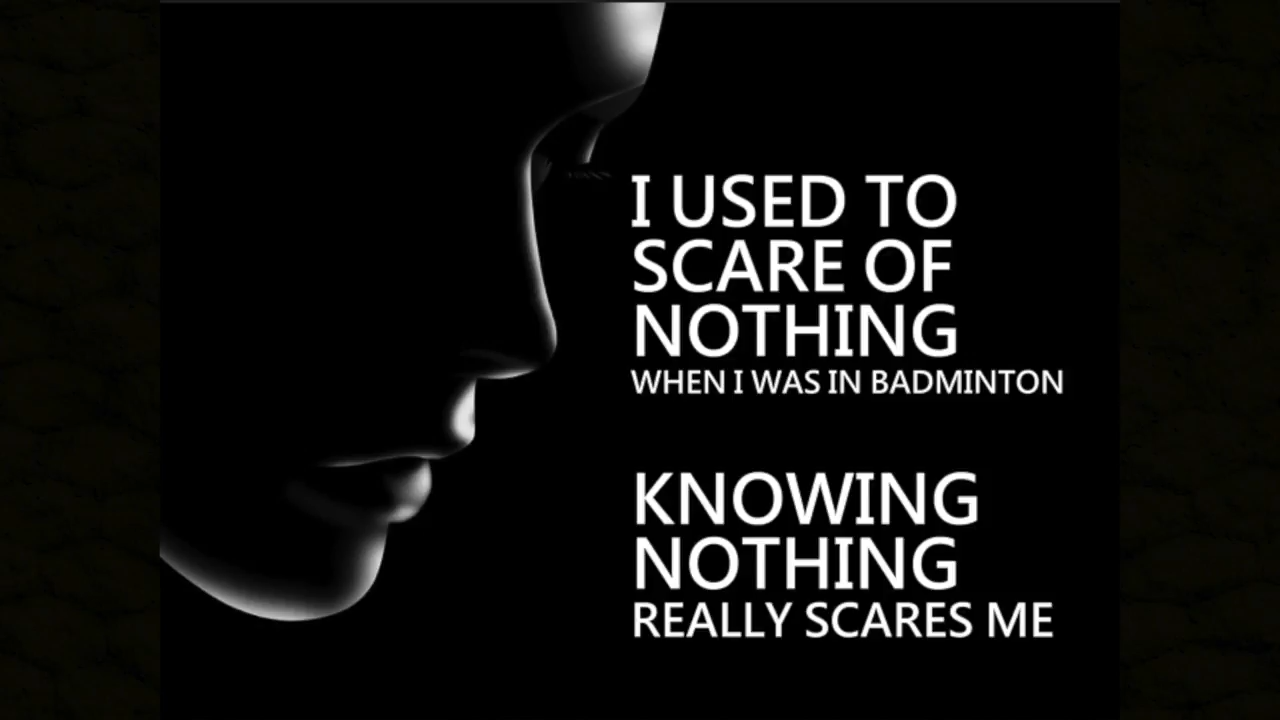 I USED TO
SCARE OF
NOTHING
WHEN I WAS IN BADMINTON
KNOWING
NOTHING
REALLY SCARES ME